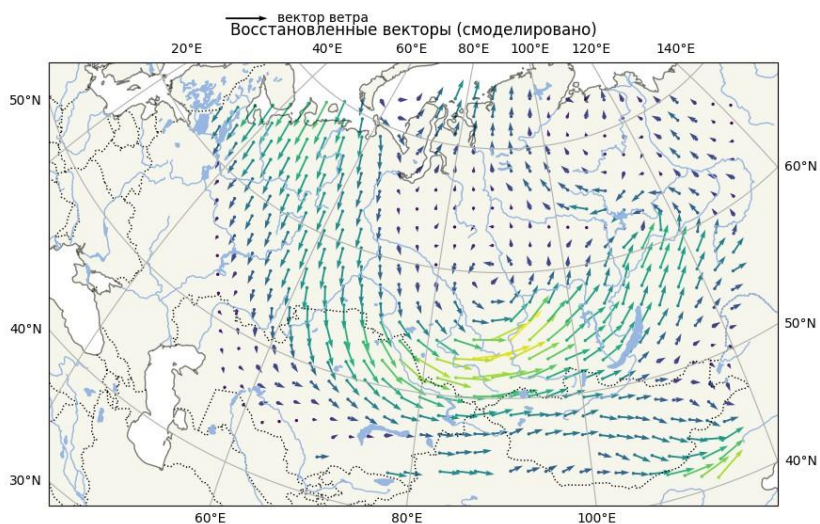 вектор ветра
Восстановленные векторы (смоделировано)
20°E 40°E 60°E 80°E 100°E 120°E 140°E
50°N
60°N
40°N
50°N
30°N
40°N
60°E 80°E 100°E